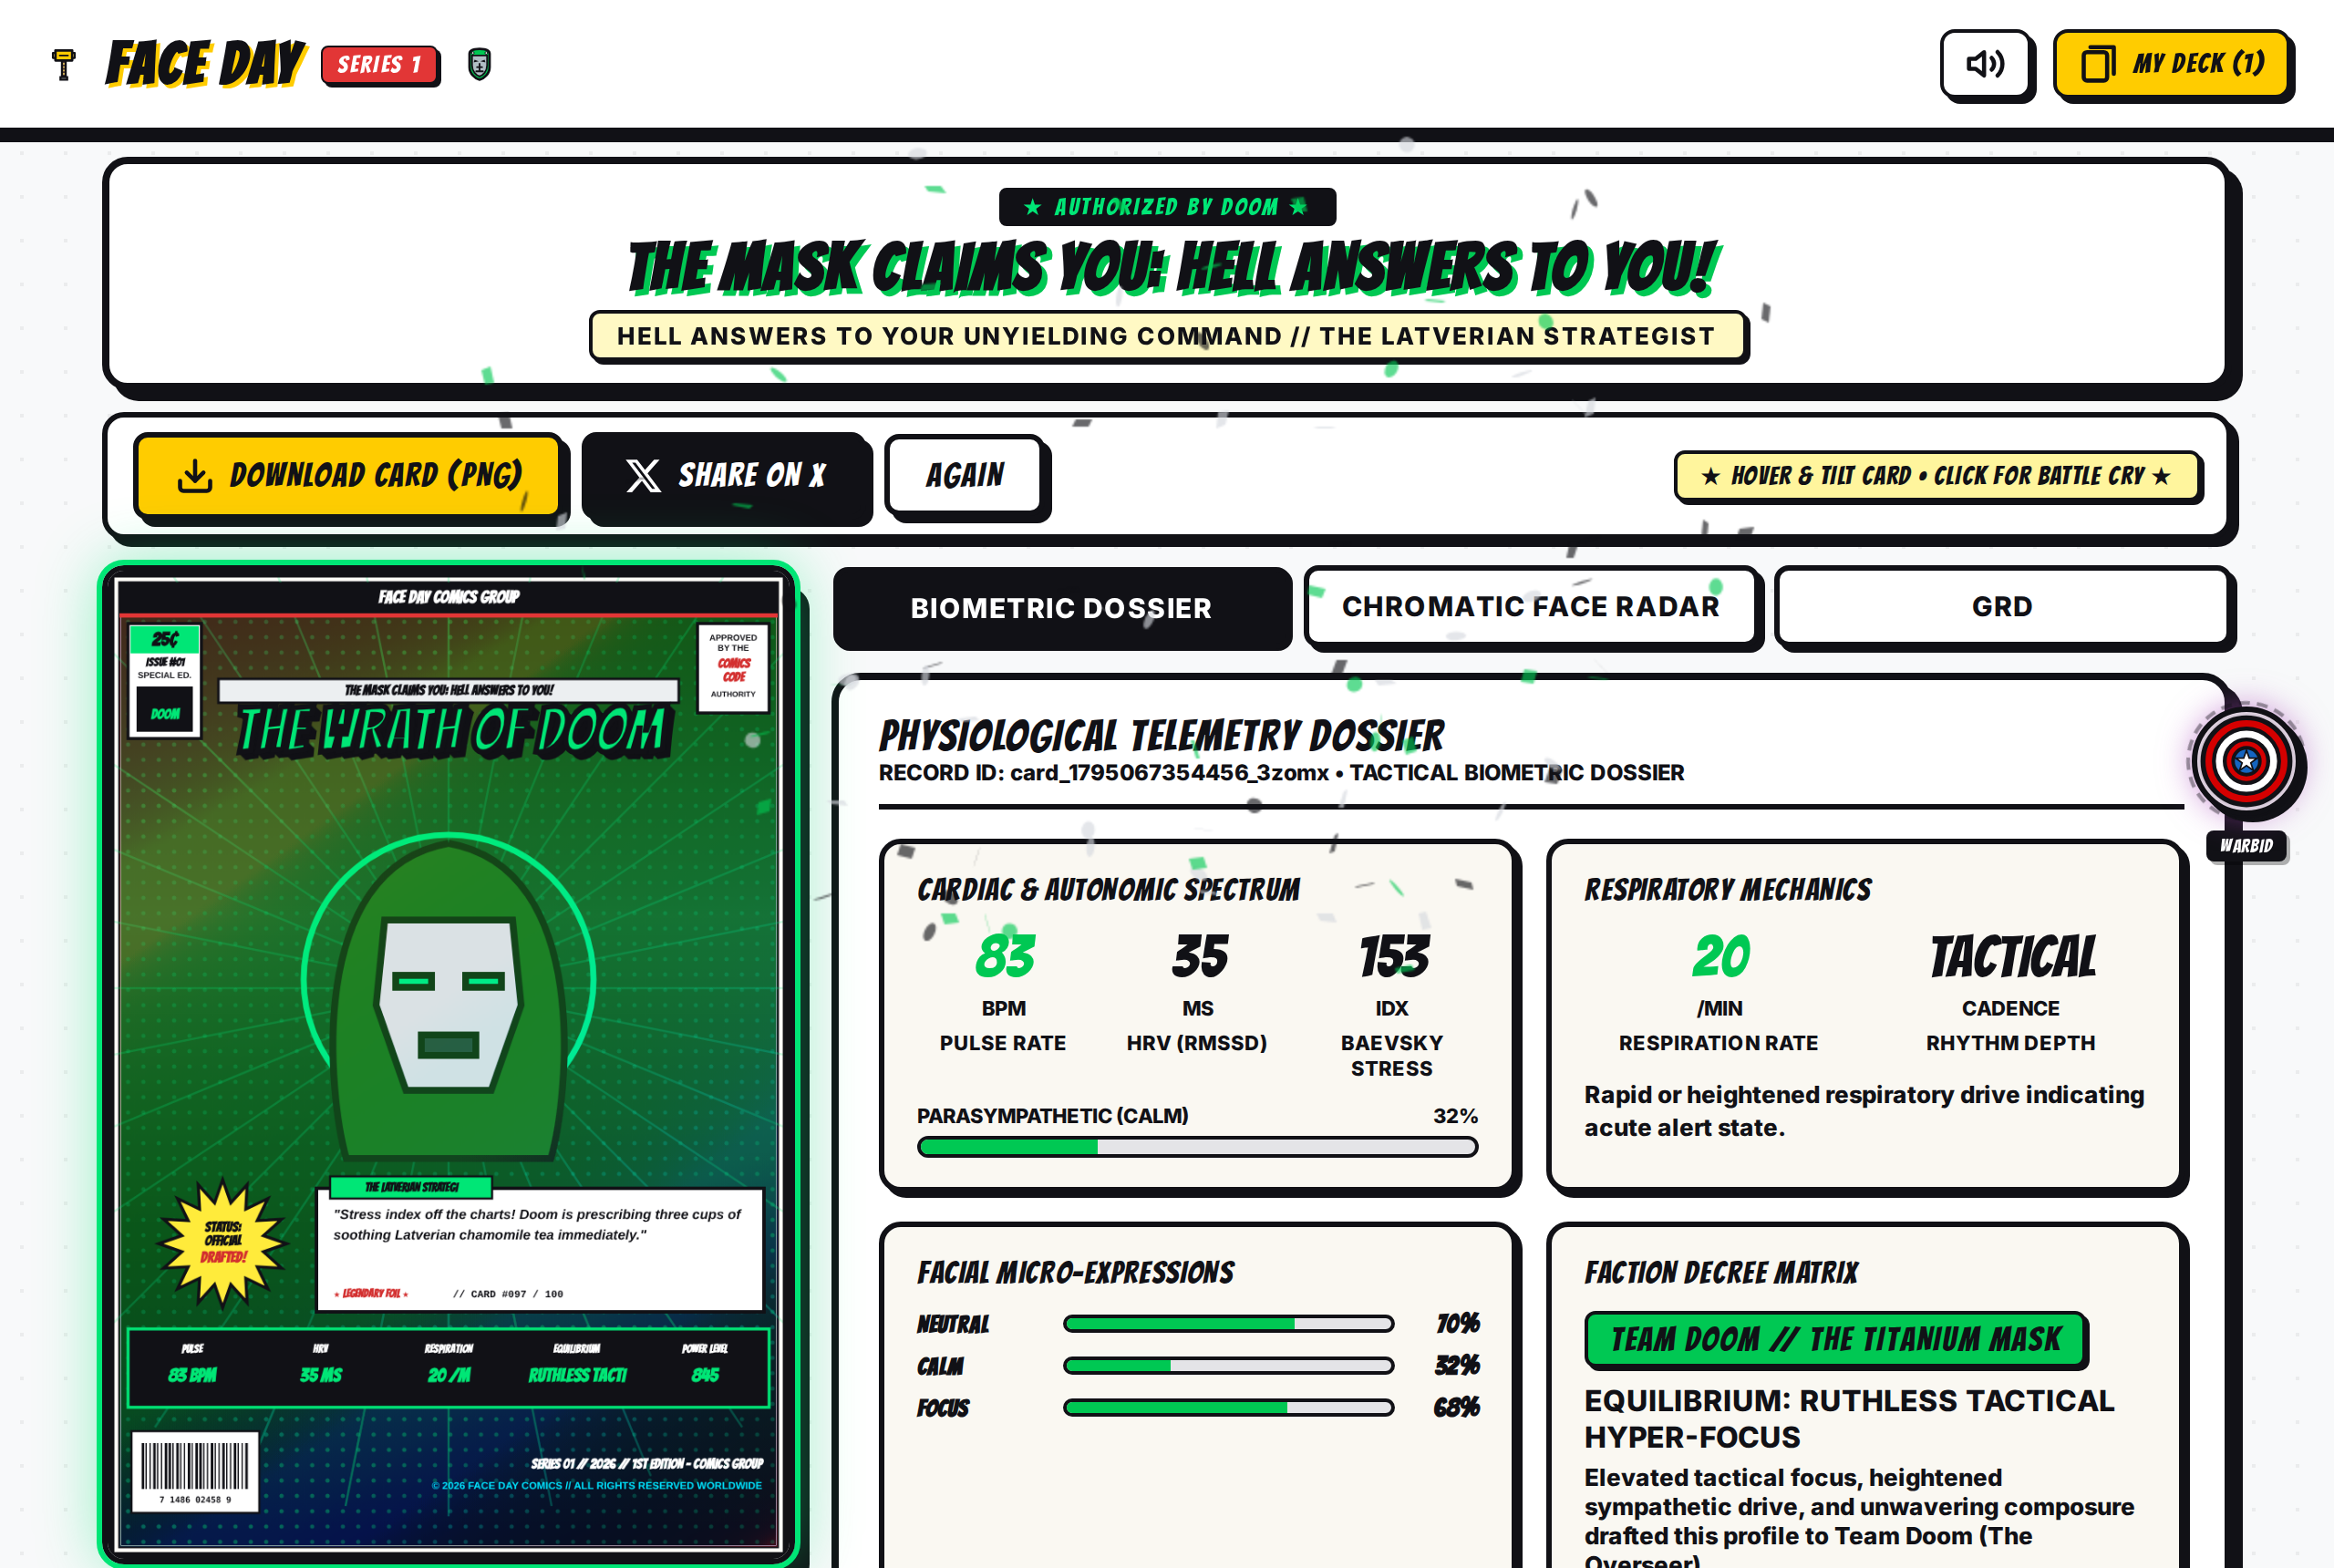 FACE DAY
SERIES 1
MY DECK (1)
★ AUTHORIZED BY DOOM ★
THE MASK CLAIMS YOU: HELL ANSWERS TO YOU!
HELL ANSWERS TO YOUR UNYIELDING COMMAND // THE LATVERIAN STRATEGIST
DOWNLOAD CARD (PNG)
SHARE ON X
AGAIN
★ HOVER & TILT CARD • CLICK FOR BATTLE CRY ★
FACE DAY COMICS GROUP
25¢
ISSUE #01
SPECIAL ED.
DOOM
APPROVED
BY THE
COMICS
CODE
AUTHORITY
THE MASK CLAIMS YOU: HELL ANSWERS TO YOU!
THE WRATH OF DOOM
STATUS:
OFFICIAL
DRAFTED!
THE LATVERIAN STRATEGI
"Stress index off the charts! Doom is prescribing three cups of
soothing Latverian chamomile tea immediately."
★ LEGENDARY FOIL ★ // CARD #097 / 100
PULSE HRV RESPIRATION EQUILIBRIUM POWER LEVEL
83 BPM 35 MS 20 /M RUTHLESS TACTI 845
7 1486 02458 9
SERIES 01 // 2026 // 1ST EDITION - COMICS GROUP
© 2026 FACE DAY COMICS // ALL RIGHTS RESERVED WORLDWIDE
BIOMETRIC DOSSIER
CHROMATIC FACE RADAR
GRD
PHYSIOLOGICAL TELEMETRY DOSSIER
RECORD ID: card_1795067354456_3zomx • TACTICAL BIOMETRIC DOSSIER
WARBID
CARDIAC & AUTONOMIC SPECTRUM
83 35 153
BPM MS IDX
PULSE RATE HRV (RMSSD) BAEVSKY
STRESS
PARASYMPATHETIC (CALM) 32%
RESPIRATORY MECHANICS
20 TACTICAL
/MIN CADENCE
RESPIRATION RATE RHYTHM DEPTH
Rapid or heightened respiratory drive indicating
acute alert state.
FACIAL MICRO-EXPRESSIONS
NEUTRAL 70%
CALM 32%
FOCUS 68%
FACTION DECREE MATRIX
TEAM DOOM // THE TITANIUM MASK
EQUILIBRIUM: RUTHLESS TACTICAL
HYPER-FOCUS
Elevated tactical focus, heightened
sympathetic drive, and unwavering composure
drafted this profile to Team Doom (The
Overseer)